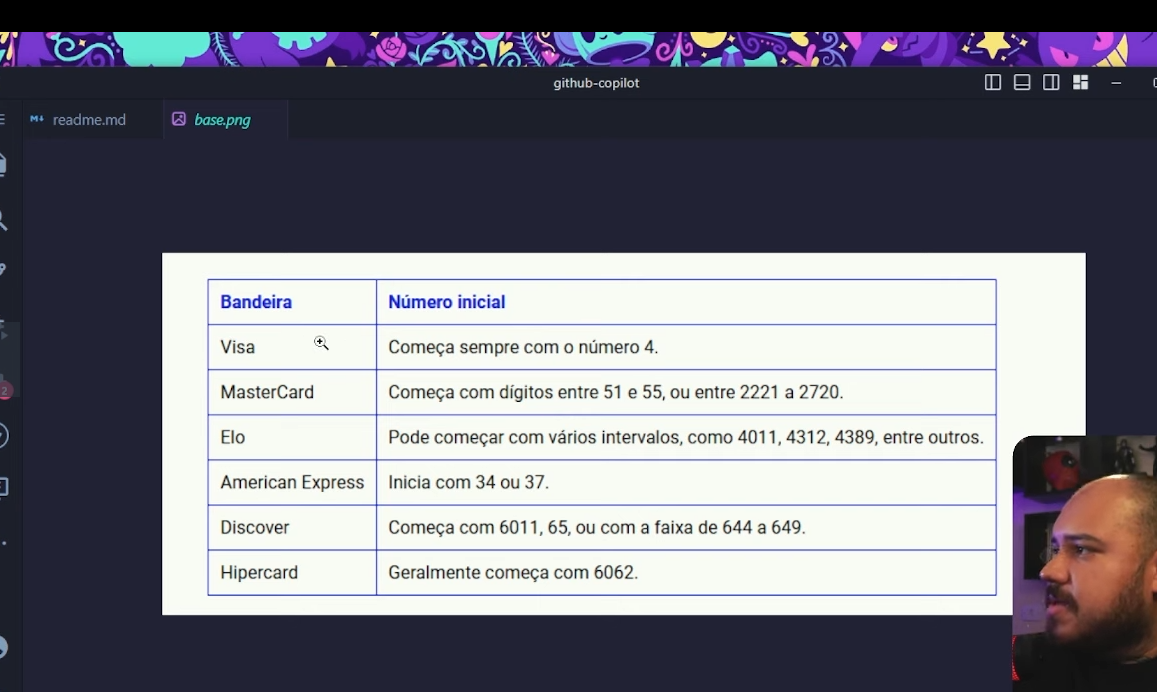 github-copilot
readme.md
base.png
Bandeira Número inicial
Visa Começa sempre com o número 4.
MasterCard Começa com dígitos entre 51 e 55, ou entre 2221 a 2720.
Elo Pode começar com vários intervalos, como 4011, 4312, 4389, entre outros.
American Express Inicia com 34 ou 37.
2
Discover Começa com 6011, 65, ou com a faixa de 644 a 649.
Hipercard Geralmente começa com 6062.